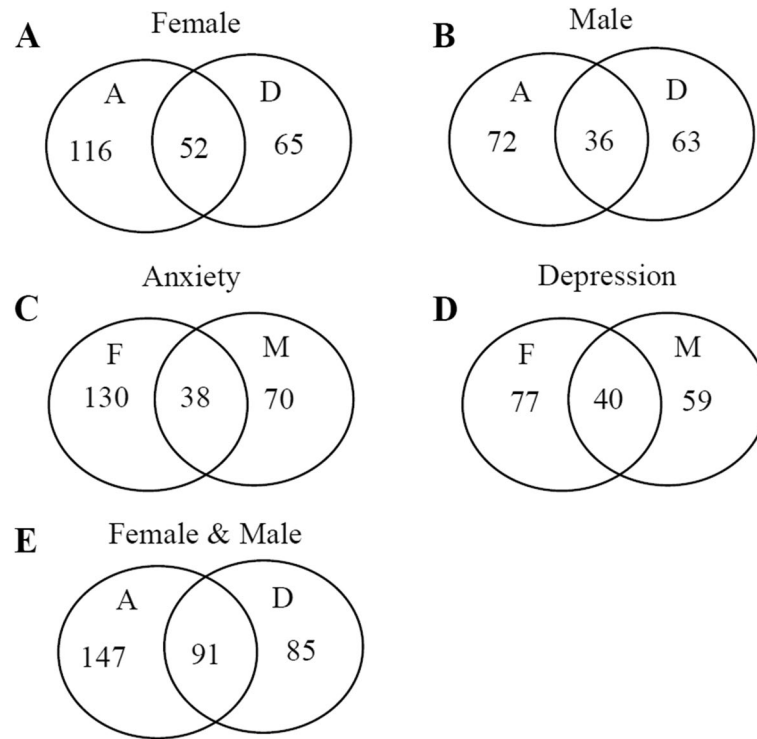 A Female
A D
116 52 65
B Male
A D
72 36 63
C Anxiety
F M
130 38 70
D Depression
F M
77 40 59
E Female & Male
A D
147 91 85